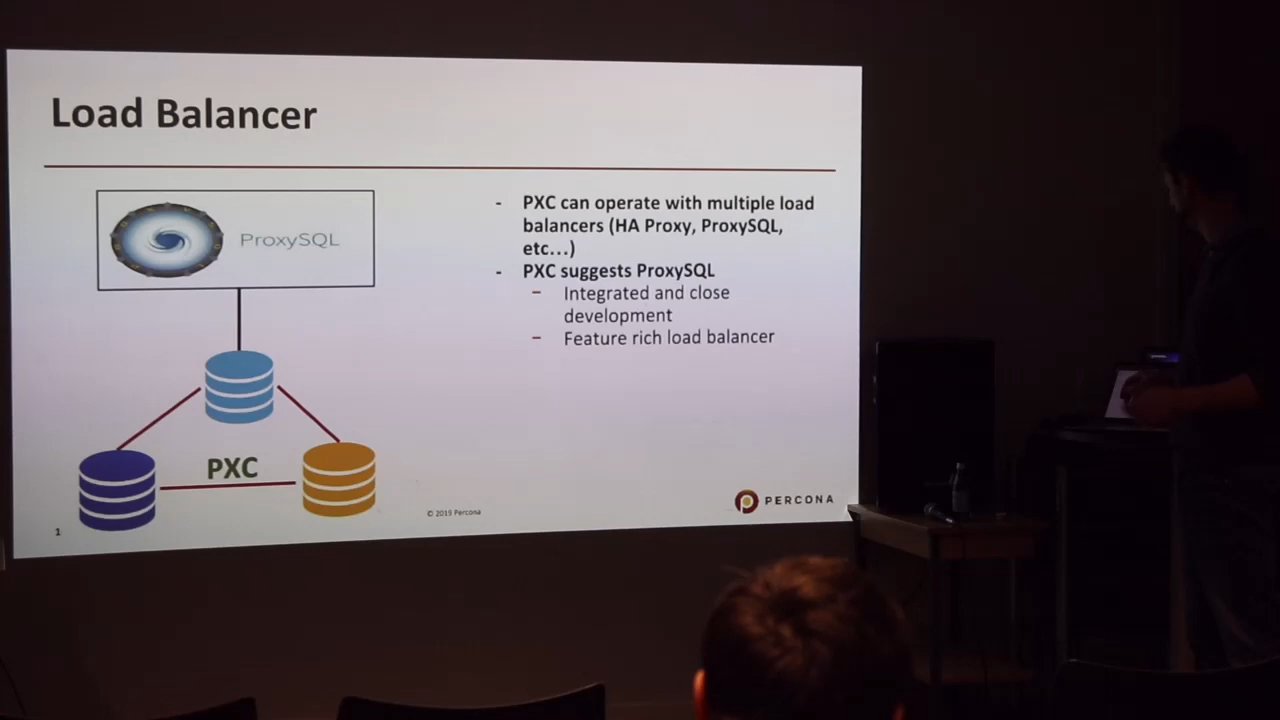 Load Balancer
ProxySQL
- PXC can operate with multiple load
balancers (HA Proxy, ProxySQL,
etc...)
- PXC suggests ProxySQL
– Integrated and close
development
– Feature rich load balancer
PXC
PERCONA
© 2019 Percona
1